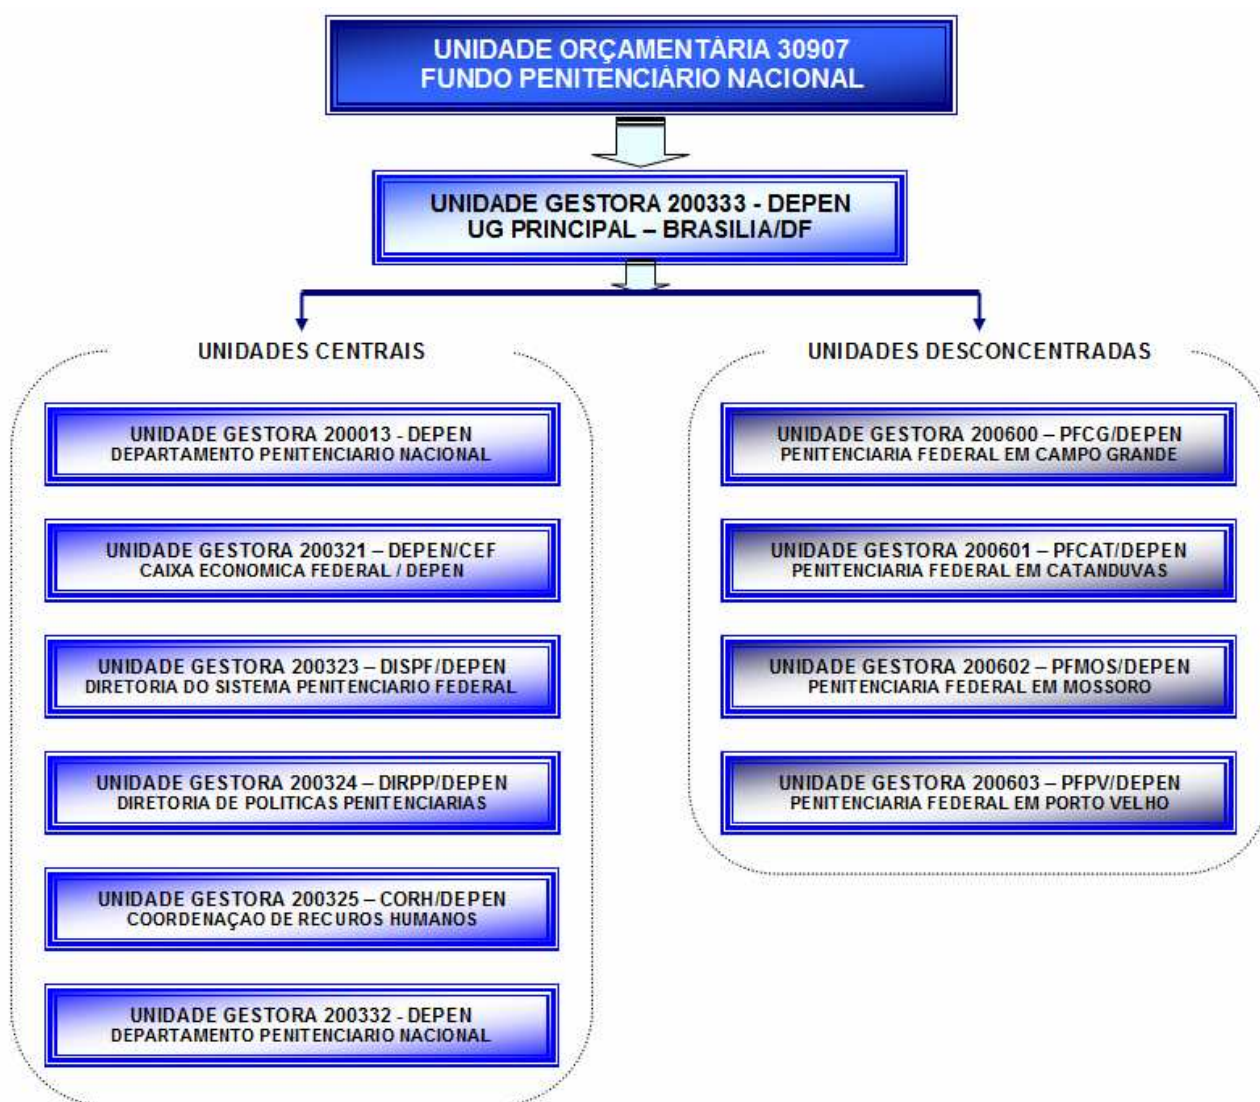 UNIDADE ORÇAMENTÁRIA 30907
FUNDO PENITENCIÁRIO NACIONAL
UNIDADE GESTORA 200333 - DEPEN
UG PRINCIPAL – BRASILIA/DF
UNIDADES CENTRAIS
UNIDADE GESTORA 200013 - DEPEN
DEPARTAMENTO PENITENCIARIO NACIONAL
UNIDADE GESTORA 200321 – DEPEN/CEF
CAIXA ECONOMICA FEDERAL / DEPEN
UNIDADE GESTORA 200323 – DISPF/DEPEN
DIRETORIA DO SISTEMA PENITENCIARIO FEDERAL
UNIDADE GESTORA 200324 – DIRPP/DEPEN
DIRETORIA DE POLITICAS PENITENCIARIAS
UNIDADE GESTORA 200325 – CORH/DEPEN
COORDENAÇAO DE RECUROS HUMANOS
UNIDADE GESTORA 200332 - DEPEN
DEPARTAMENTO PENITENCIARIO NACIONAL
UNIDADES DESCONCENTRADAS
UNIDADE GESTORA 200600 – PFCG/DEPEN
PENITENCIARIA FEDERAL EM CAMPO GRANDE
UNIDADE GESTORA 200601 – PFCAT/DEPEN
PENITENCIARIA FEDERAL EM CATANDUVAS
UNIDADE GESTORA 200602 – PFMOS/DEPEN
PENITENCIARIA FEDERAL EM MOSSORO
UNIDADE GESTORA 200603 – PFPV/DEPEN
PENITENCIARIA FEDERAL EM PORTO VELHO